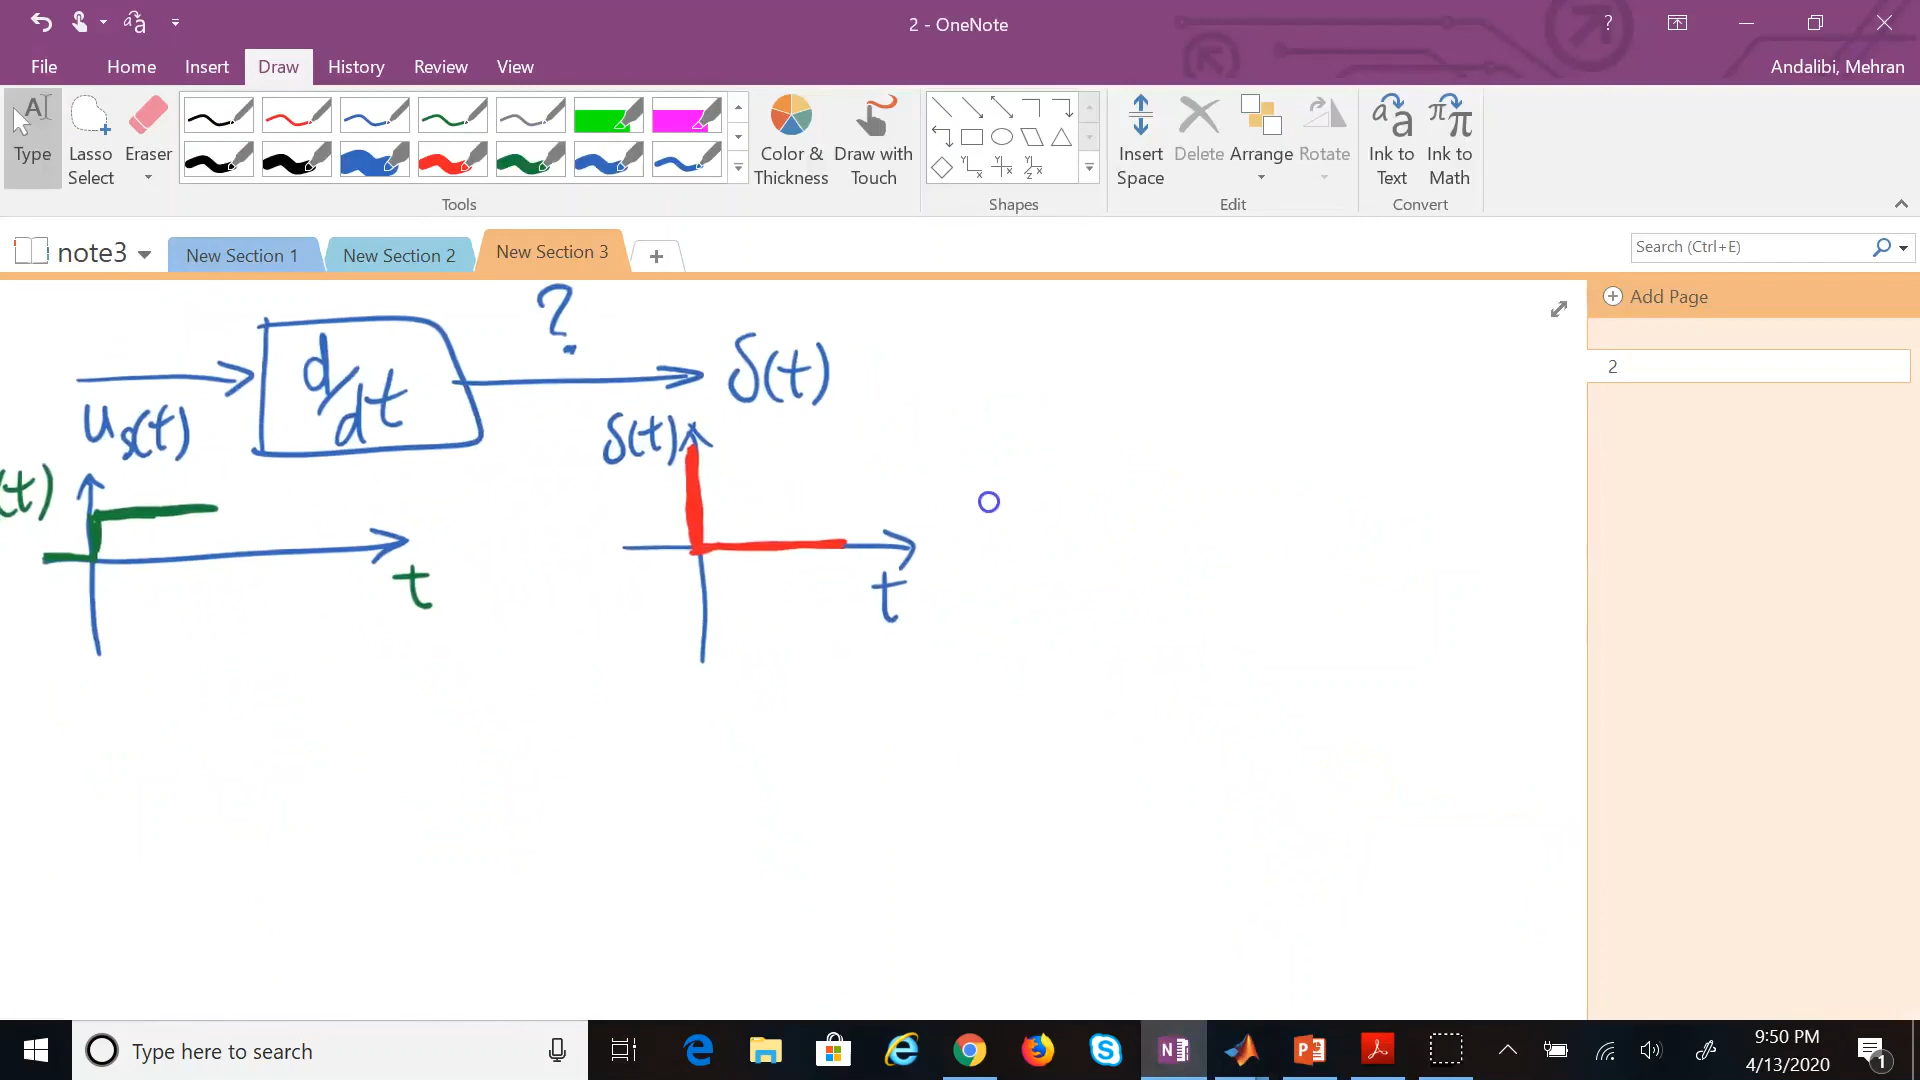 2 - OneNote
?
File
Home
Insert
Draw
History
Review
View
Andalibi, Mehran
Type
Lasso
Select
Eraser
Color &
Thickness
Draw with
Touch
Insert
Space
Delete
Arrange
Rotate
Ink to
Text
Ink to
Math
Tools
Shapes
Edit
Convert
note3
New Section 1
New Section 2
New Section 3
Search (Ctrl+E)
Add Page
2
?
d/dt
δ(t)
us(t)
δ(t)
(t)
t
t
Type here to search
9:50 PM
4/13/2020
1